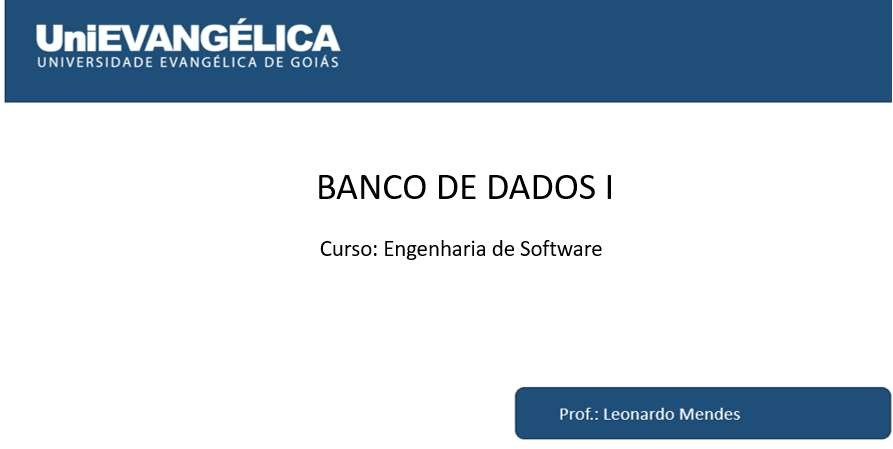 UniEVANGÉLICA
UNIVERSIDADE EVANGÉLICA DE GOIÁS
BANCO DE DADOS I
Curso: Engenharia de Software
Prof.: Leonardo Mendes